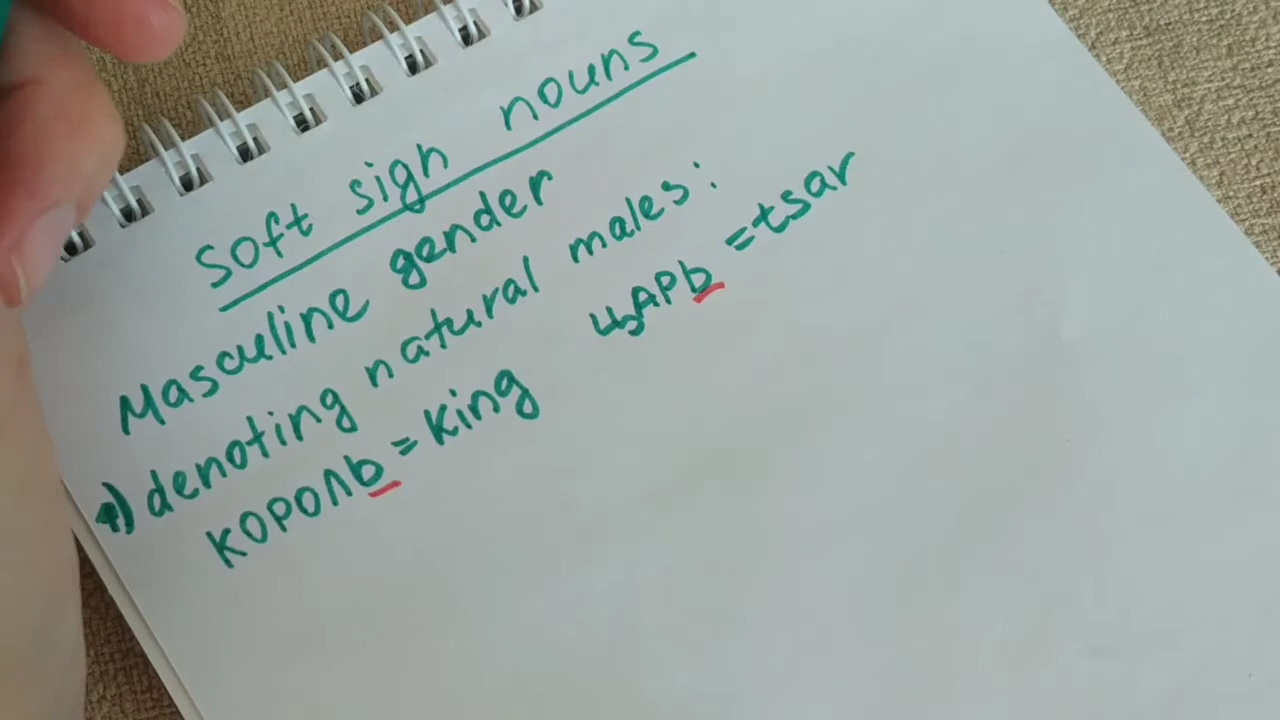 Soft sign nouns
Masculine gender
1) denoting natural males:
король = King
цАРЬ = tsar